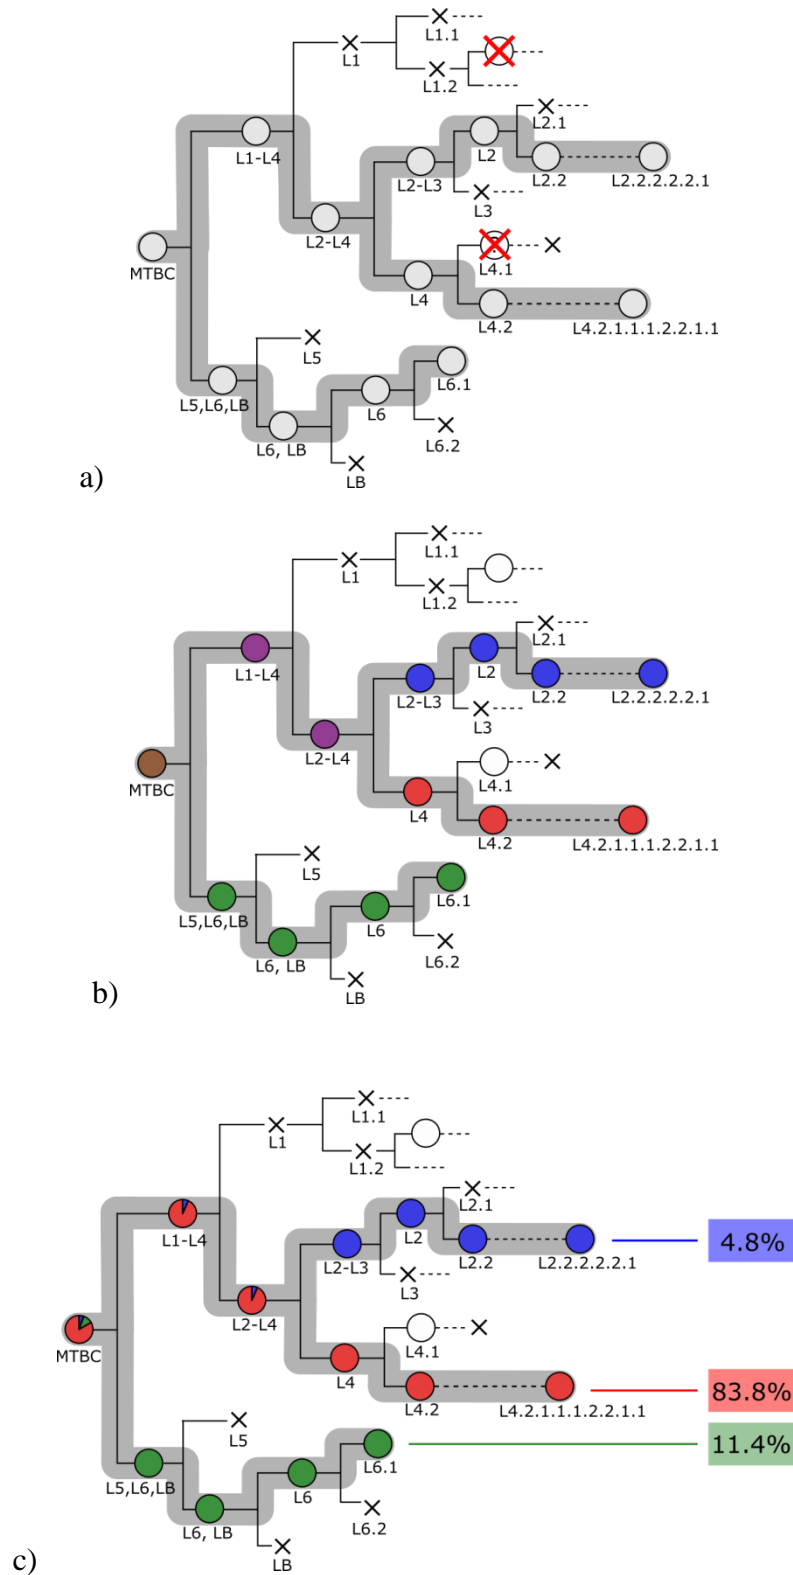 L1.1
L1
L1.2
L2.1
L1-L4
L2
L2-L3
L2.2
L2.2.2.2.2.1
L3
L2-L4
MTBC
L4.1
L4
L4.2
L4.2.1.1.1.2.2.1.1
L5
L6.1
L5,L6,LB
L6
L6, LB
L6.2
LB
a)
L1.1
L1
L1.2
L2.1
L1-L4
L2
L2-L3
L2.2
L2.2.2.2.2.1
L3
L2-L4
MTBC
L4.1
L4
L4.2
L4.2.1.1.1.2.2.1.1
L5
L6.1
L5,L6,LB
L6
L6, LB
L6.2
LB
b)
L1.1
L1
L1.2
L2.1
L1-L4
L2
4.8%
L2-L3
L2.2
L2.2.2.2.2.1
L3
L2-L4
MTBC
L4.1
L4
83.8%
L4.2
L4.2.1.1.1.2.2.1.1
L5
11.4%
L6.1
L5,L6,LB
L6
L6, LB
L6.2
LB
c)